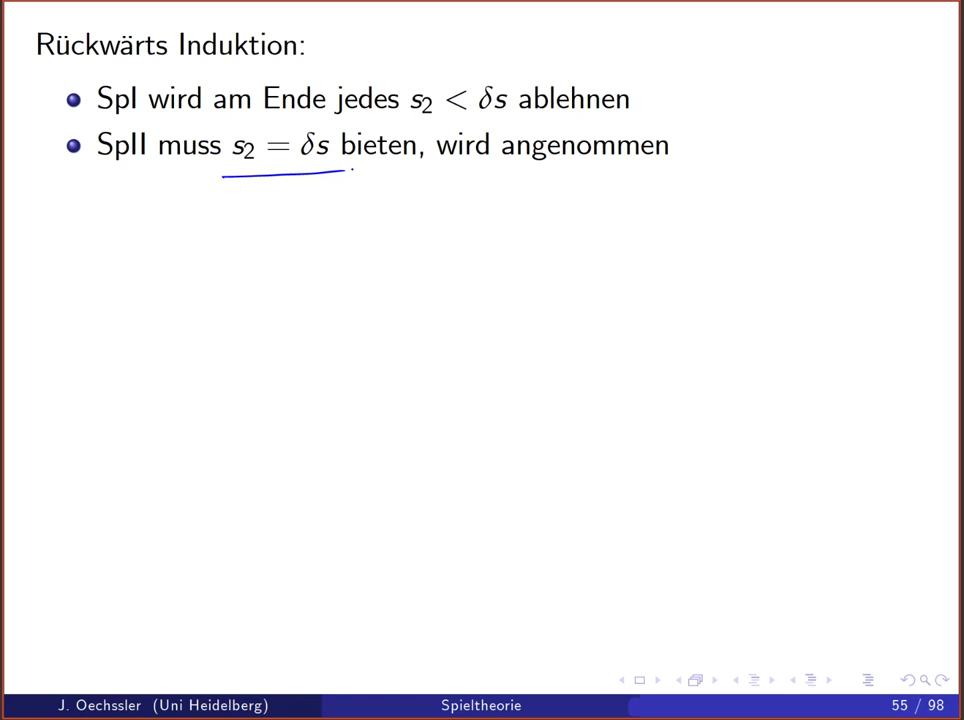 Rückwärts Induktion:
SpI wird am Ende jedes s₂ < δs ablehnen
SpII muss s₂ = δs bieten, wird angenommen
J. Oechssler (Uni Heidelberg) Spieltheorie 55 / 98